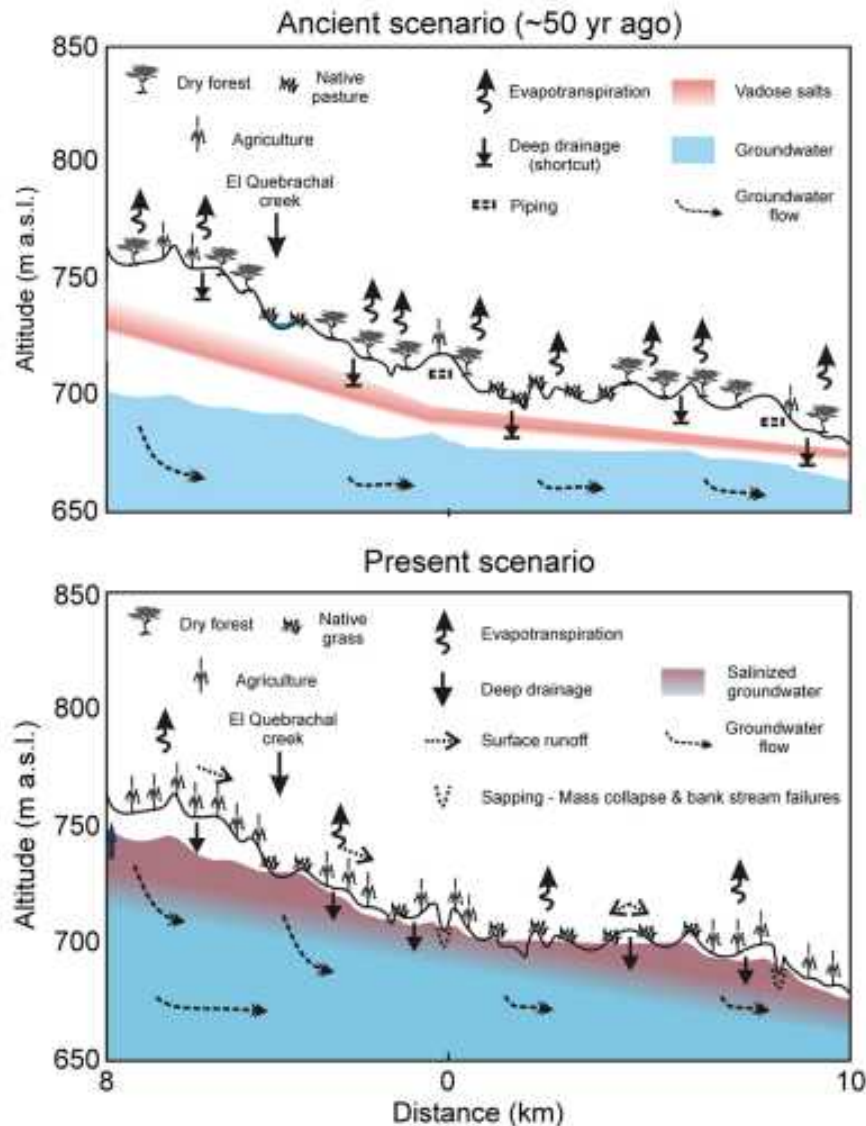 Ancient scenario (~50 yr ago)
850
800
750
700
650
Altitude (m a.s.l.)
Dry forest
Native
pasture
Agriculture
El Quebrachal
creek
Evapotranspiration
Deep drainage
(shortcut)
Piping
Vadose salts
Groundwater
Groundwater
flow
Present scenario
850
800
750
700
650
Altitude (m a.s.l.)
Dry forest
Native
grass
Agriculture
El Quebrachal
creek
Evapotranspiration
Deep drainage
Surface runoff
Sapping - Mass collapse & bank stream failures
Salinized
groundwater
Groundwater
flow
8
0
10
Distance (km)